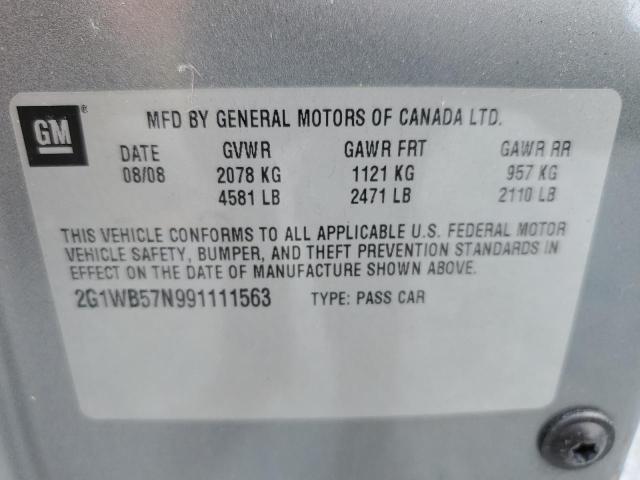 GM®
MFD BY GENERAL MOTORS OF CANADA LTD.
DATE GVWR GAWR FRT GAWR RR
08/08 2078 KG 1121 KG 957 KG
4581 LB 2471 LB 2110 LB
THIS VEHICLE CONFORMS TO ALL APPLICABLE U.S. FEDERAL MOTOR
VEHICLE SAFETY, BUMPER, AND THEFT PREVENTION STANDARDS IN
EFFECT ON THE DATE OF MANUFACTURE SHOWN ABOVE.
2G1WB57N991111563 TYPE: PASS CAR